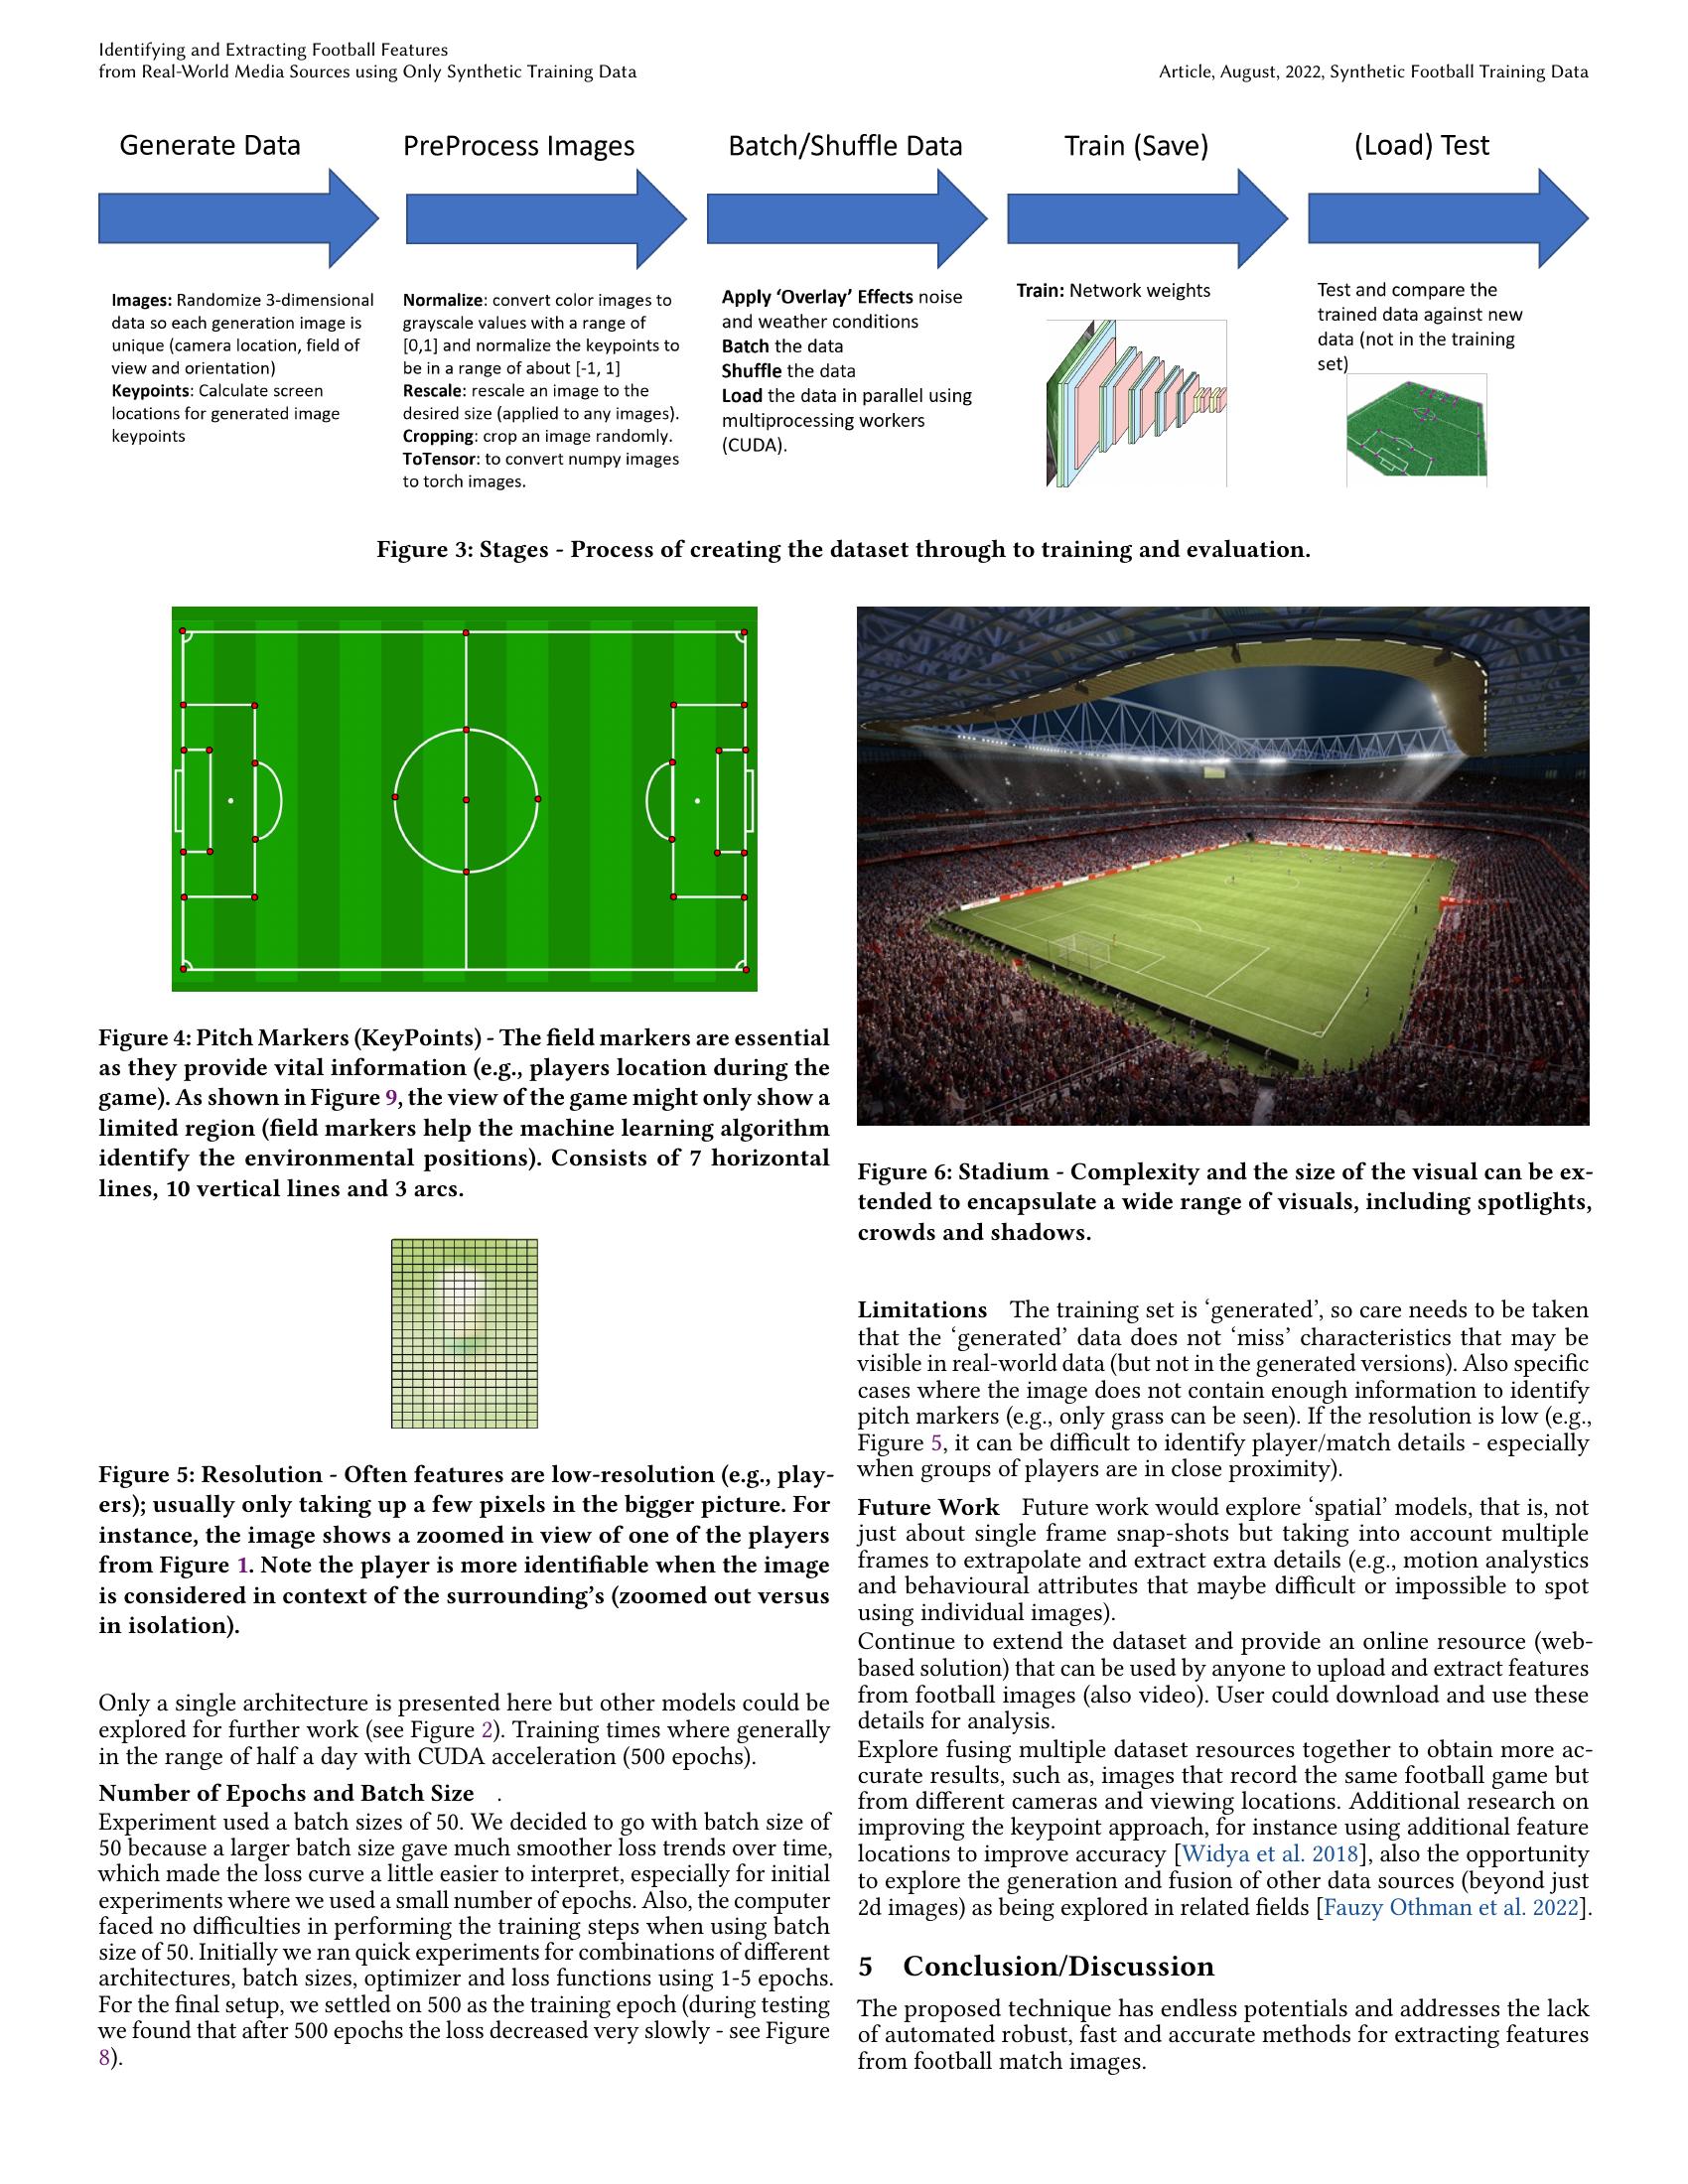 Identifying and Extracting Football Features
from Real-World Media Sources using Only Synthetic Training Data
Article, August, 2022, Synthetic Football Training Data
Generate Data
PreProcess Images
Batch/Shuffle Data
Train (Save)
(Load) Test
Images: Randomize 3-dimensional
data so each generation image is
unique (camera location, field of
view and orientation)
Keypoints: Calculate screen
locations for generated image
keypoints
Normalize: convert color images to
grayscale values with a range of
[0,1] and normalize the keypoints to
be in a range of about [-1, 1]
Rescale: rescale an image to the
desired size (applied to any images).
Cropping: crop an image randomly.
ToTensor: to convert numpy images
to torch images.
Apply ‘Overlay’ Effects noise
and weather conditions
Batch the data
Shuffle the data
Load the data in parallel using
multiprocessing workers
(CUDA).
Train: Network weights
Test and compare the
trained data against new
data (not in the training
set)
Figure 3: Stages - Process of creating the dataset through to training and evaluation.
Figure 4: Pitch Markers (KeyPoints) - The field markers are essential
as they provide vital information (e.g., players location during the
game). As shown in Figure 9, the view of the game might only show a
limited region (field markers help the machine learning algorithm
identify the environmental positions). Consists of 7 horizontal
lines, 10 vertical lines and 3 arcs.
Figure 5: Resolution - Often features are low-resolution (e.g., play-
ers); usually only taking up a few pixels in the bigger picture. For
instance, the image shows a zoomed in view of one of the players
from Figure 1. Note the player is more identifiable when the image
is considered in context of the surrounding’s (zoomed out versus
in isolation).
Only a single architecture is presented here but other models could be
explored for further work (see Figure 2). Training times where generally
in the range of half a day with CUDA acceleration (500 epochs).
Number of Epochs and Batch Size .
Experiment used a batch sizes of 50. We decided to go with batch size of
50 because a larger batch size gave much smoother loss trends over time,
which made the loss curve a little easier to interpret, especially for initial
experiments where we used a small number of epochs. Also, the computer
faced no difficulties in performing the training steps when using batch
size of 50. Initially we ran quick experiments for combinations of different
architectures, batch sizes, optimizer and loss functions using 1-5 epochs.
For the final setup, we settled on 500 as the training epoch (during testing
we found that after 500 epochs the loss decreased very slowly - see Figure
8).
Figure 6: Stadium - Complexity and the size of the visual can be ex-
tended to encapsulate a wide range of visuals, including spotlights,
crowds and shadows.
Limitations The training set is ‘generated’, so care needs to be taken
that the ‘generated’ data does not ‘miss’ characteristics that may be
visible in real-world data (but not in the generated versions). Also specific
cases where the image does not contain enough information to identify
pitch markers (e.g., only grass can be seen). If the resolution is low (e.g.,
Figure 5, it can be difficult to identify player/match details - especially
when groups of players are in close proximity).
Future Work Future work would explore ‘spatial’ models, that is, not
just about single frame snap-shots but taking into account multiple
frames to extrapolate and extract extra details (e.g., motion analystics
and behavioural attributes that maybe difficult or impossible to spot
using individual images).
Continue to extend the dataset and provide an online resource (web-
based solution) that can be used by anyone to upload and extract features
from football images (also video). User could download and use these
details for analysis.
Explore fusing multiple dataset resources together to obtain more ac-
curate results, such as, images that record the same football game but
from different cameras and viewing locations. Additional research on
improving the keypoint approach, for instance using additional feature
locations to improve accuracy [Widya et al. 2018], also the opportunity
to explore the generation and fusion of other data sources (beyond just
2d images) as being explored in related fields [Fauzy Othman et al. 2022].
5 Conclusion/Discussion
The proposed technique has endless potentials and addresses the lack
of automated robust, fast and accurate methods for extracting features
from football match images.